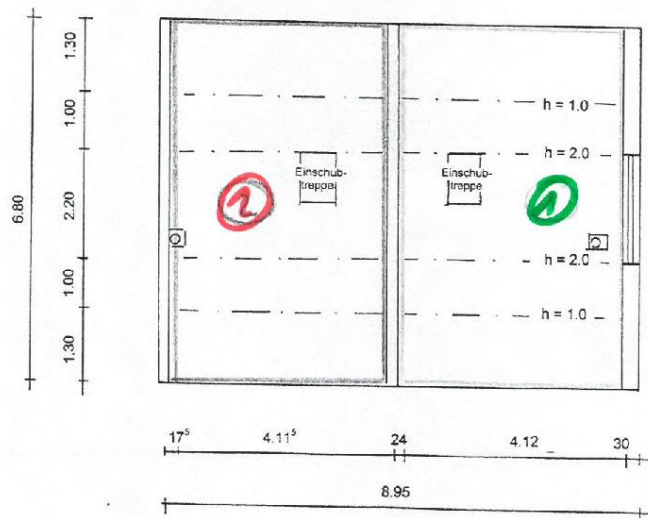 1.30
1.00
2.20
1.00
1.30
6.80
h = 1.0
h = 2.0
Einschub-
treppe
Einschub-
treppe
2
1
h = 2.0
h = 1.0
17⁵ 4.11⁵ 24 4.12 30
8.95